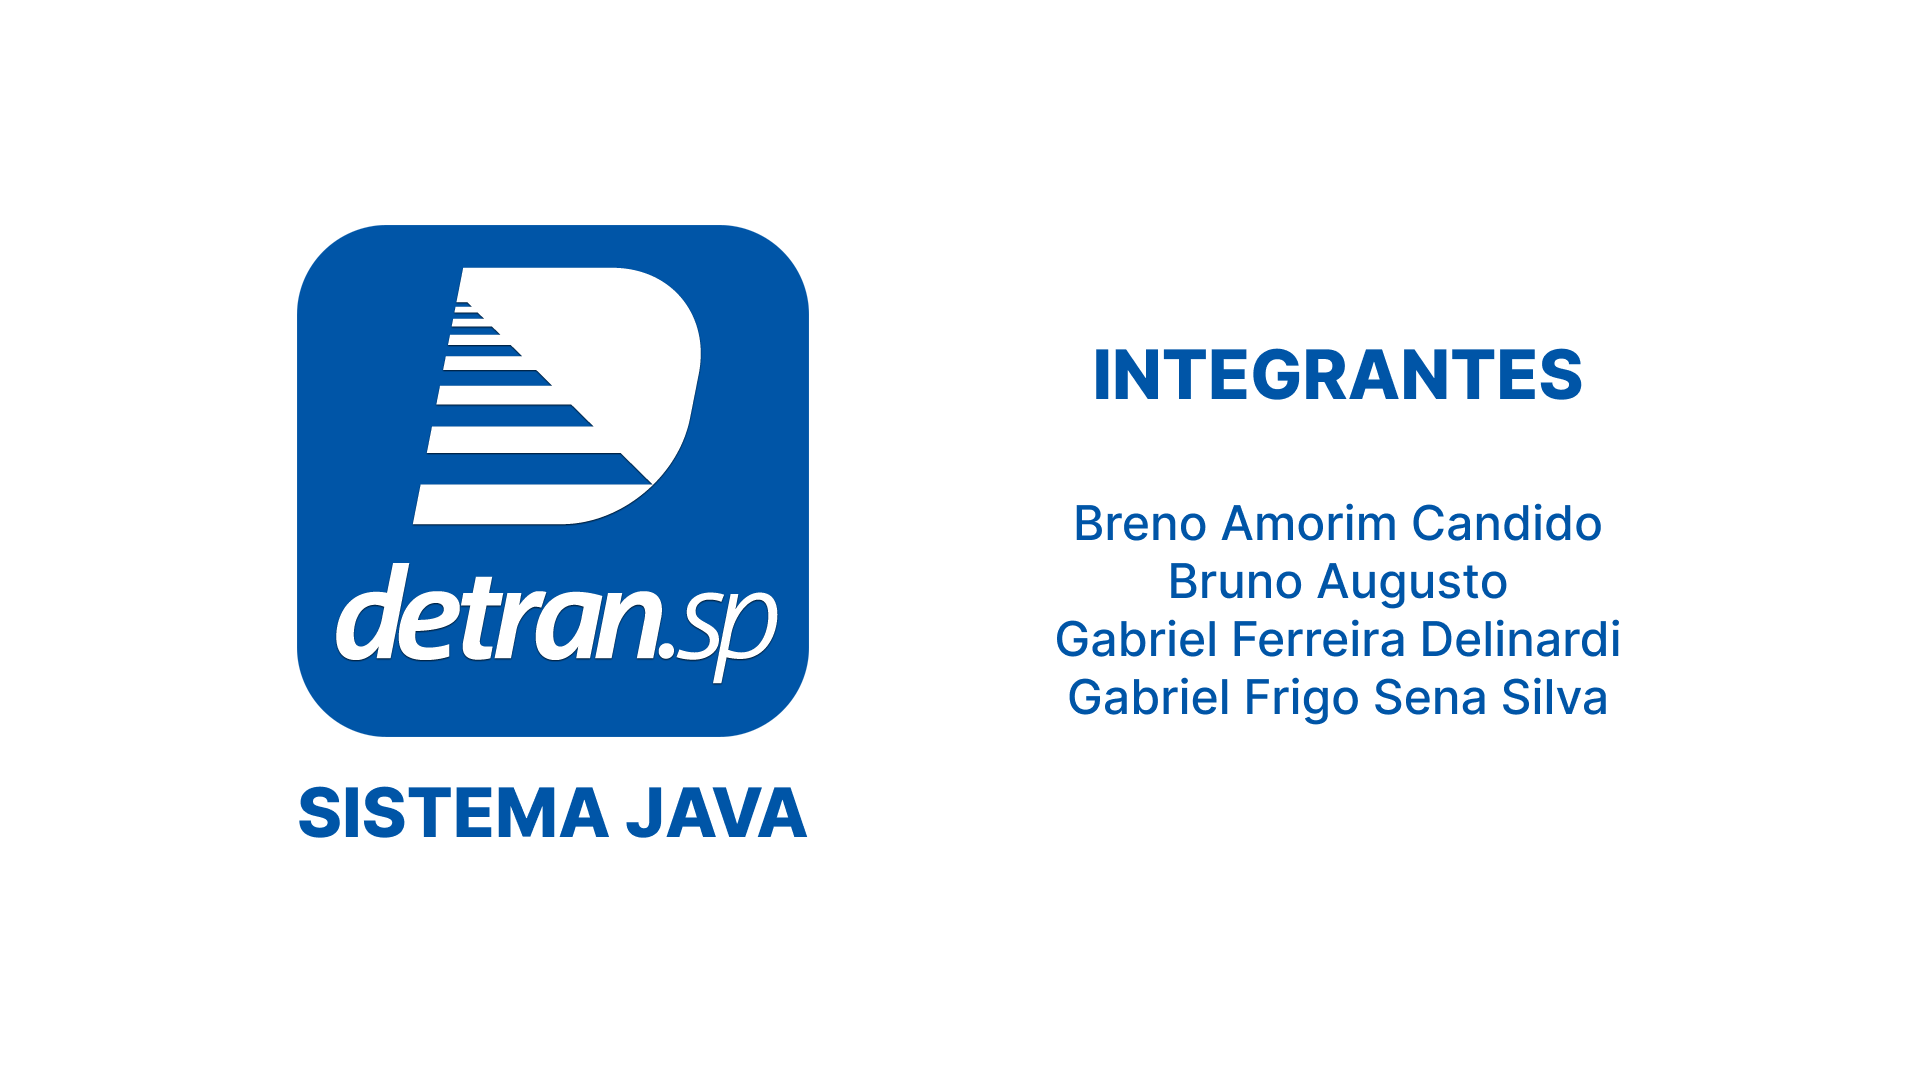 detran.sp
SISTEMA JAVA
INTEGRANTES
Breno Amorim Candido
Bruno Augusto
Gabriel Ferreira Delinardi
Gabriel Frigo Sena Silva